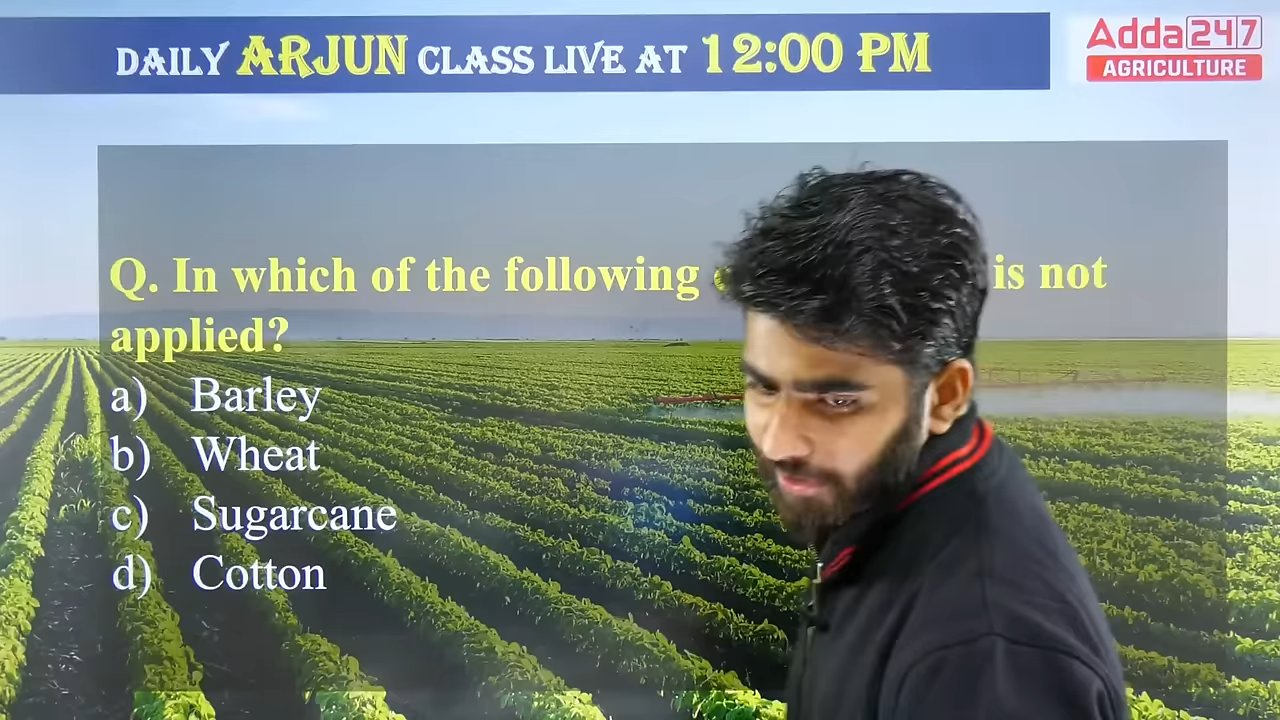 DAILY ARJUN CLASS LIVE AT 12:00 PM
Adda247
AGRICULTURE
Q. In which of the following is not
applied?
a) Barley
b) Wheat
c) Sugarcane
d) Cotton